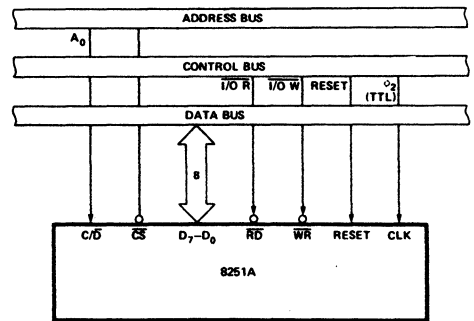 ADDRESS BUS
A₀
CONTROL BUS
I/O R I/O W RESET φ₂
(TTL)
DATA BUS
8
C/D CS D₇–D₀ RD WR RESET CLK
8251A